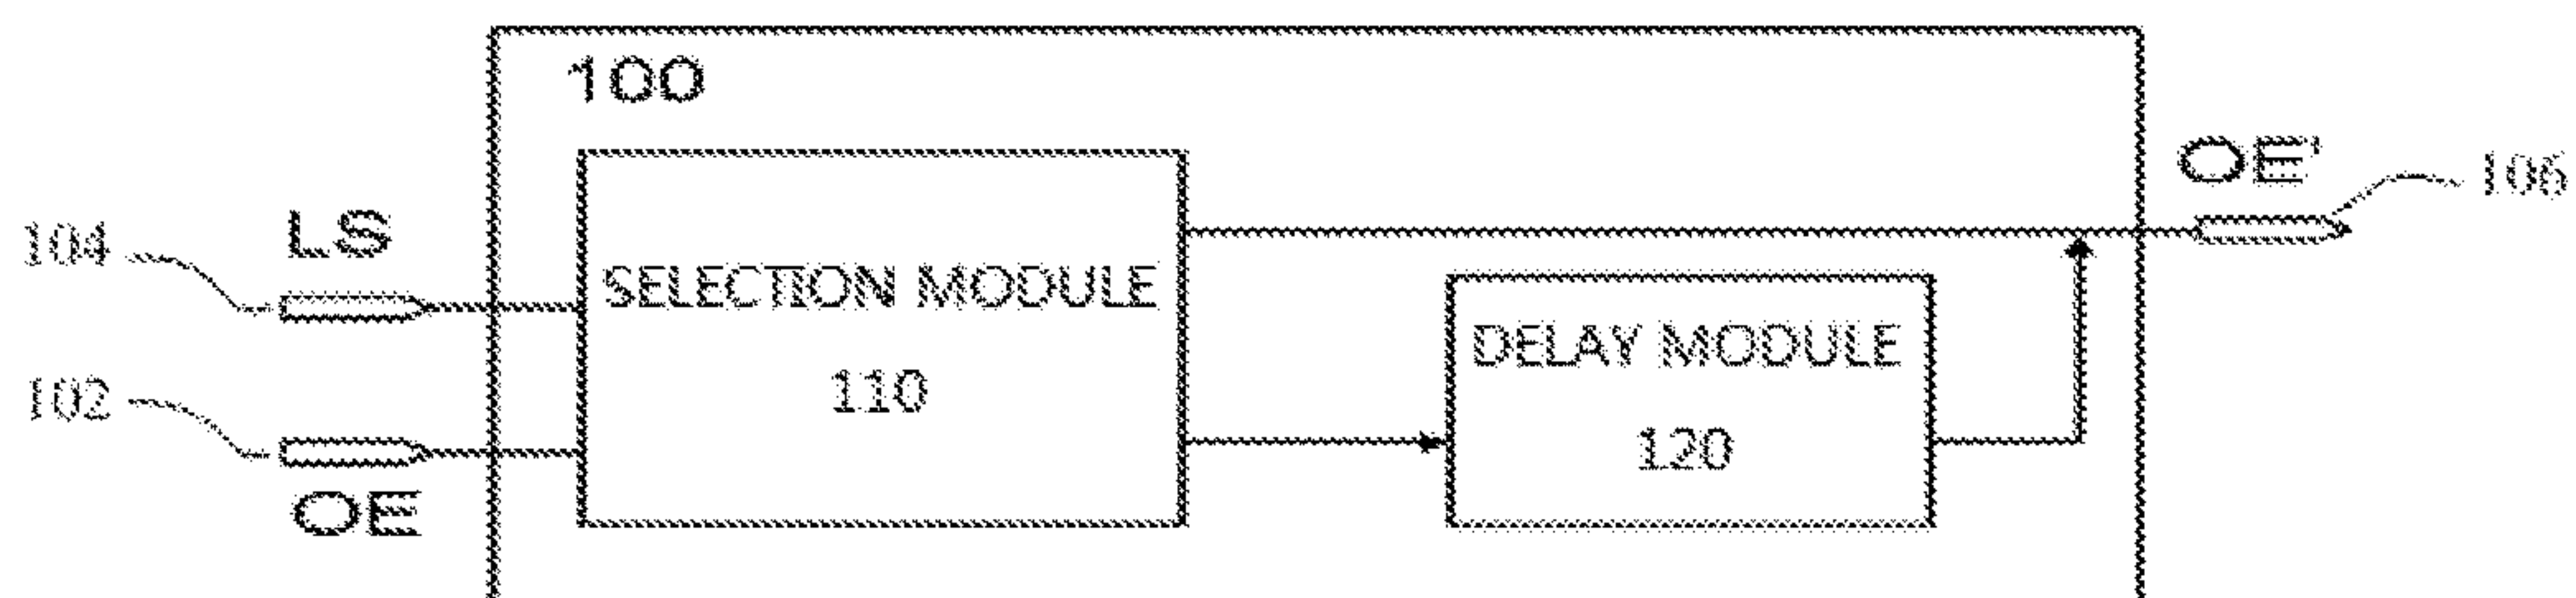 100
OE'
106
LS
104
SELECTION MODULE
110
DELAY MODULE
120
102
OE